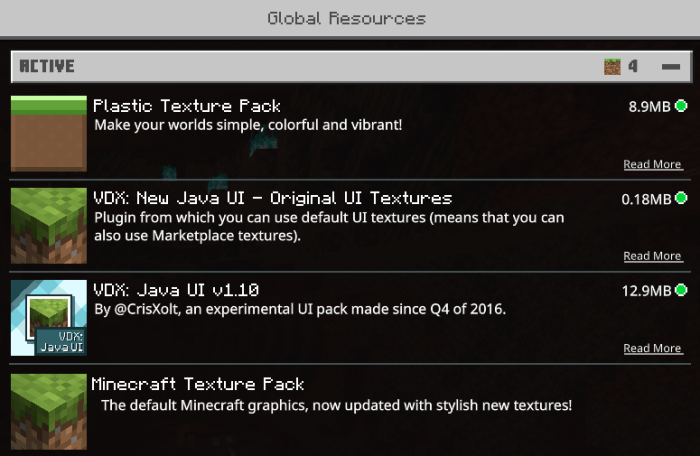 Global Resources
ACTIVE 4
Plastic Texture Pack 8.9MB
Make your worlds simple, colorful and vibrant!
Read More
VDX: New Java UI - Original UI Textures 0.18MB
Plugin from which you can use default UI textures (means that you can
also use Marketplace textures).
Read More
VDX: Java UI v1.10 12.9MB
By @CrisXolt, an experimental UI pack made since Q4 of 2016.
VDX:
Java UI
Read More
Minecraft Texture Pack
The default Minecraft graphics, now updated with stylish new textures!